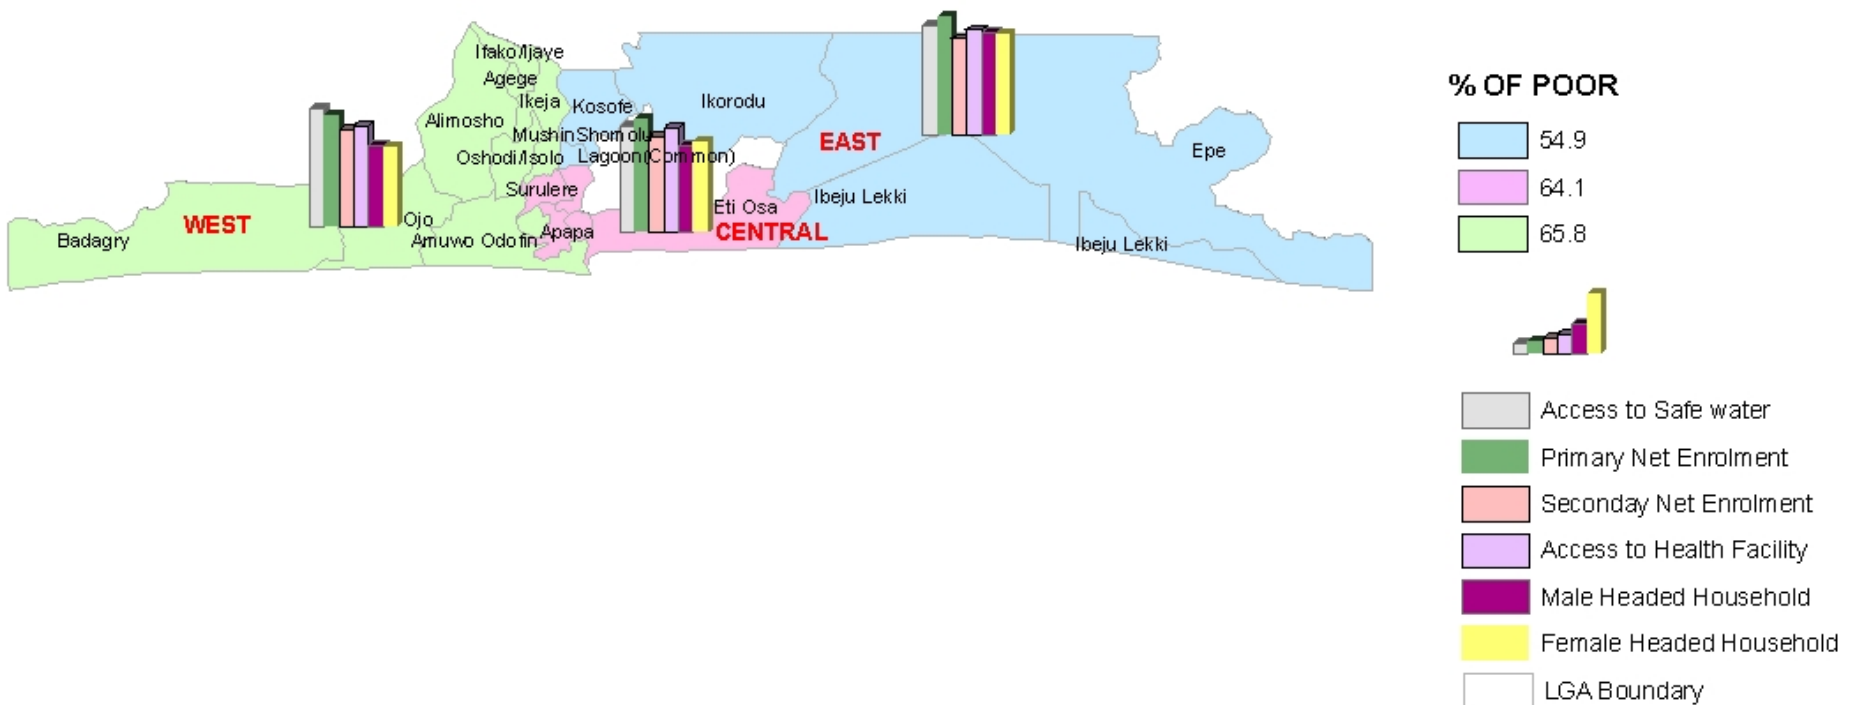 Ifako/Ijaye
Agege
Ikeja
Kosofe
Ikorodu
Alimosho
Mushin
Shomolu
EAST
Oshodi/Isolo
Lagoon(Common)
Epe
Surulere
Ibeju Lekki
Eti Osa
WEST
Ojo
Badagry
Amuwo Odofin
Apapa
CENTRAL
Ibeju Lekki
% OF POOR
54.9
64.1
65.8
Access to Safe water
Primary Net Enrolment
Seconday Net Enrolment
Access to Health Facility
Male Headed Household
Female Headed Household
LGA Boundary